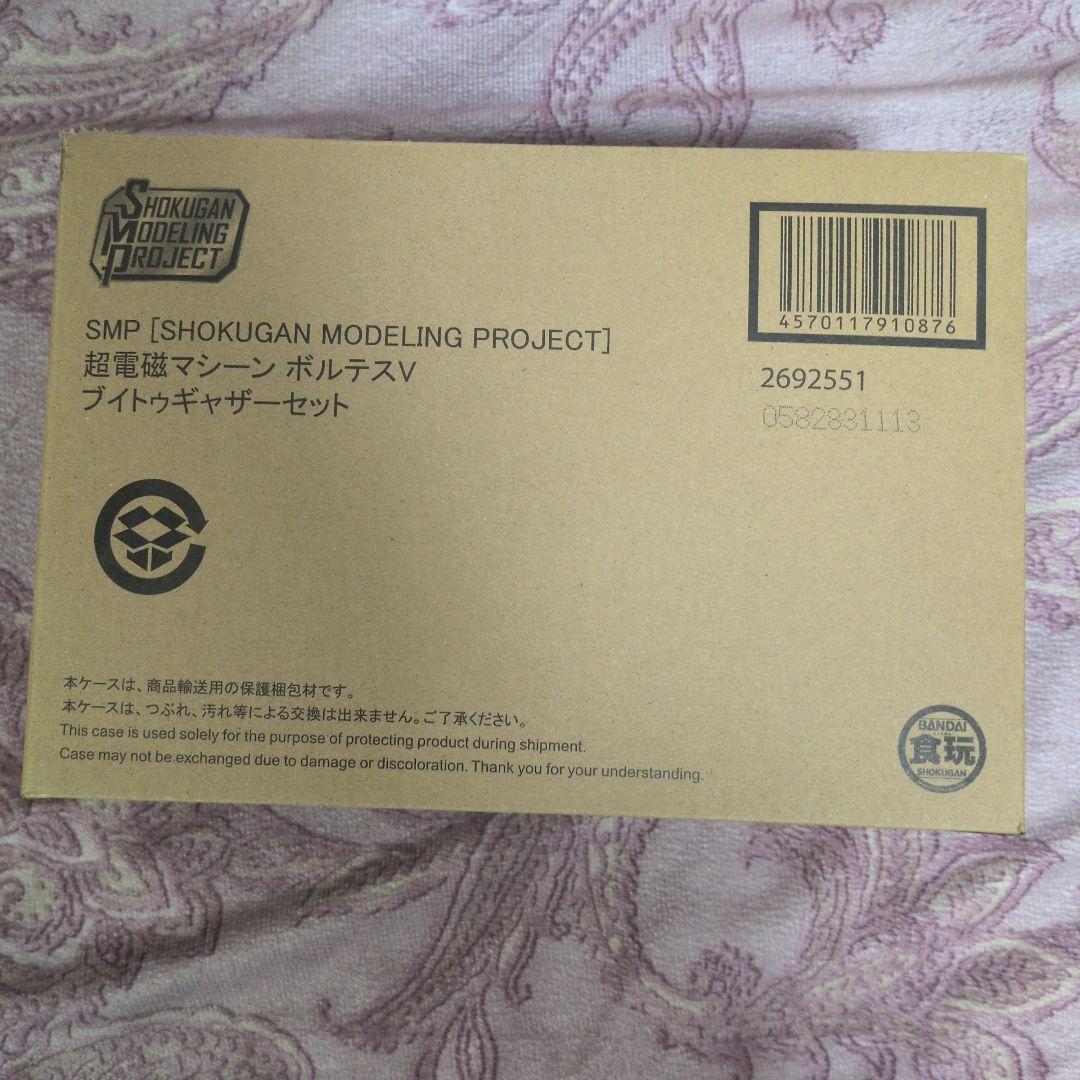 SHOKUGAN
MODELING
PROJECT
SMP [SHOKUGAN MODELING PROJECT]
超電磁マシーン ボルテスV
ブイトゥギャザーセット
4570117910876
2692551
0582831113
本ケースは、商品輸送用の保護梱包材です。
本ケースは、つぶれ、汚れ等による交換は出来ません。ご了承ください。
This case is used solely for the purpose of protecting product during shipment.
Case may not be exchanged due to damage or discoloration. Thank you for your understanding.
BANDAI
食玩
SHOKUGAN